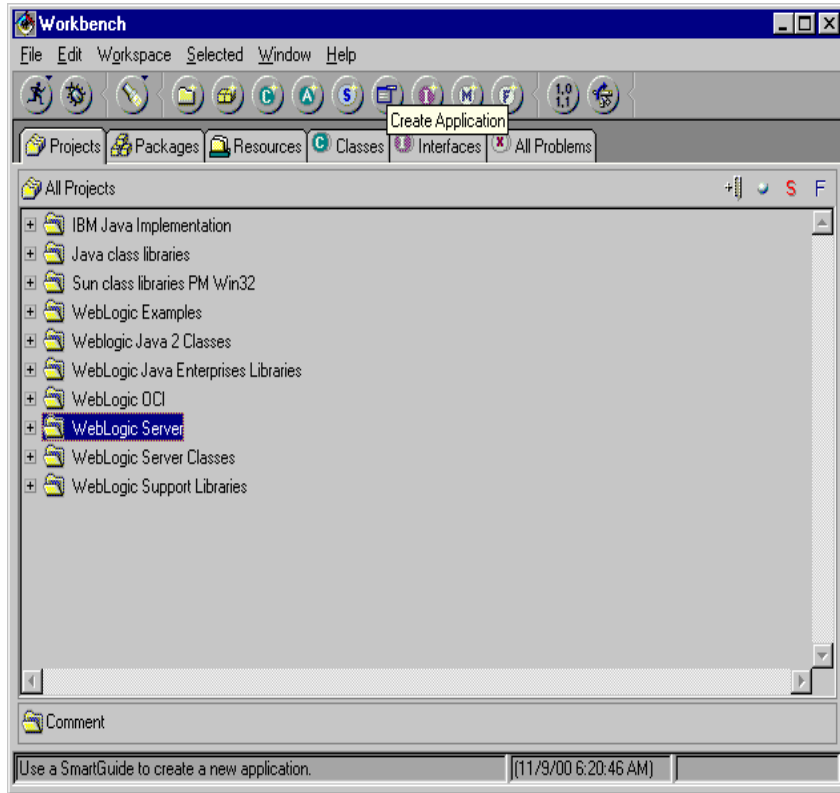 Workbench
File Edit Workspace Selected Window Help
C A S I M F 1,0 1,1
Create Application
Projects Packages Resources C Classes I Interfaces x All Problems
All Projects S F
IBM Java Implementation
Java class libraries
Sun class libraries PM Win32
WebLogic Examples
Weblogic Java 2 Classes
WebLogic Java Enterprises Libraries
WebLogic OCI
WebLogic Server
WebLogic Server Classes
WebLogic Support Libraries
Comment
Use a SmartGuide to create a new application. (11/9/00 6:20:46 AM)